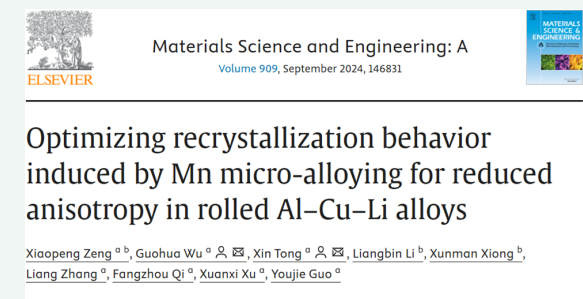 Materials Science and Engineering: A
Volume 909, September 2024, 146831
ELSEVIER
MATERIALS
SCIENCE &
ENGINEERING
Optimizing recrystallization behavior
induced by Mn micro-alloying for reduced
anisotropy in rolled Al–Cu–Li alloys
Xiaopeng Zeng a b, Guohua Wu a, Xin Tong a, Liangbin Li b, Xunman Xiong b,
Liang Zhang a, Fangzhou Qi a, Xuanxi Xu a, Youjie Guo a